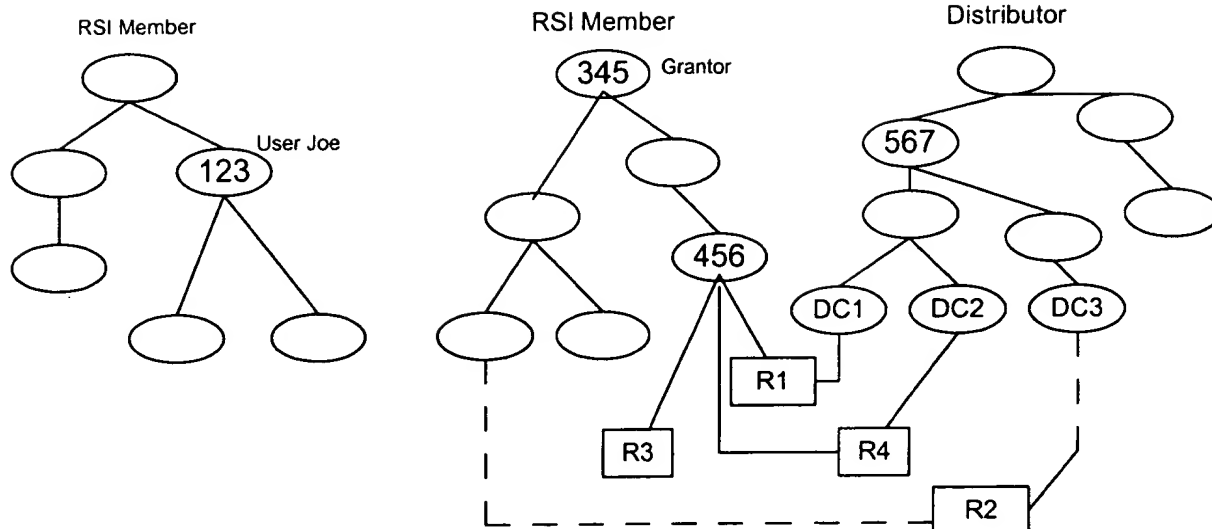 RSI Member
RSI Member
Distributor
345
Grantor
User Joe
123
567
456
DC1
DC2
DC3
R1
R3
R4
R2